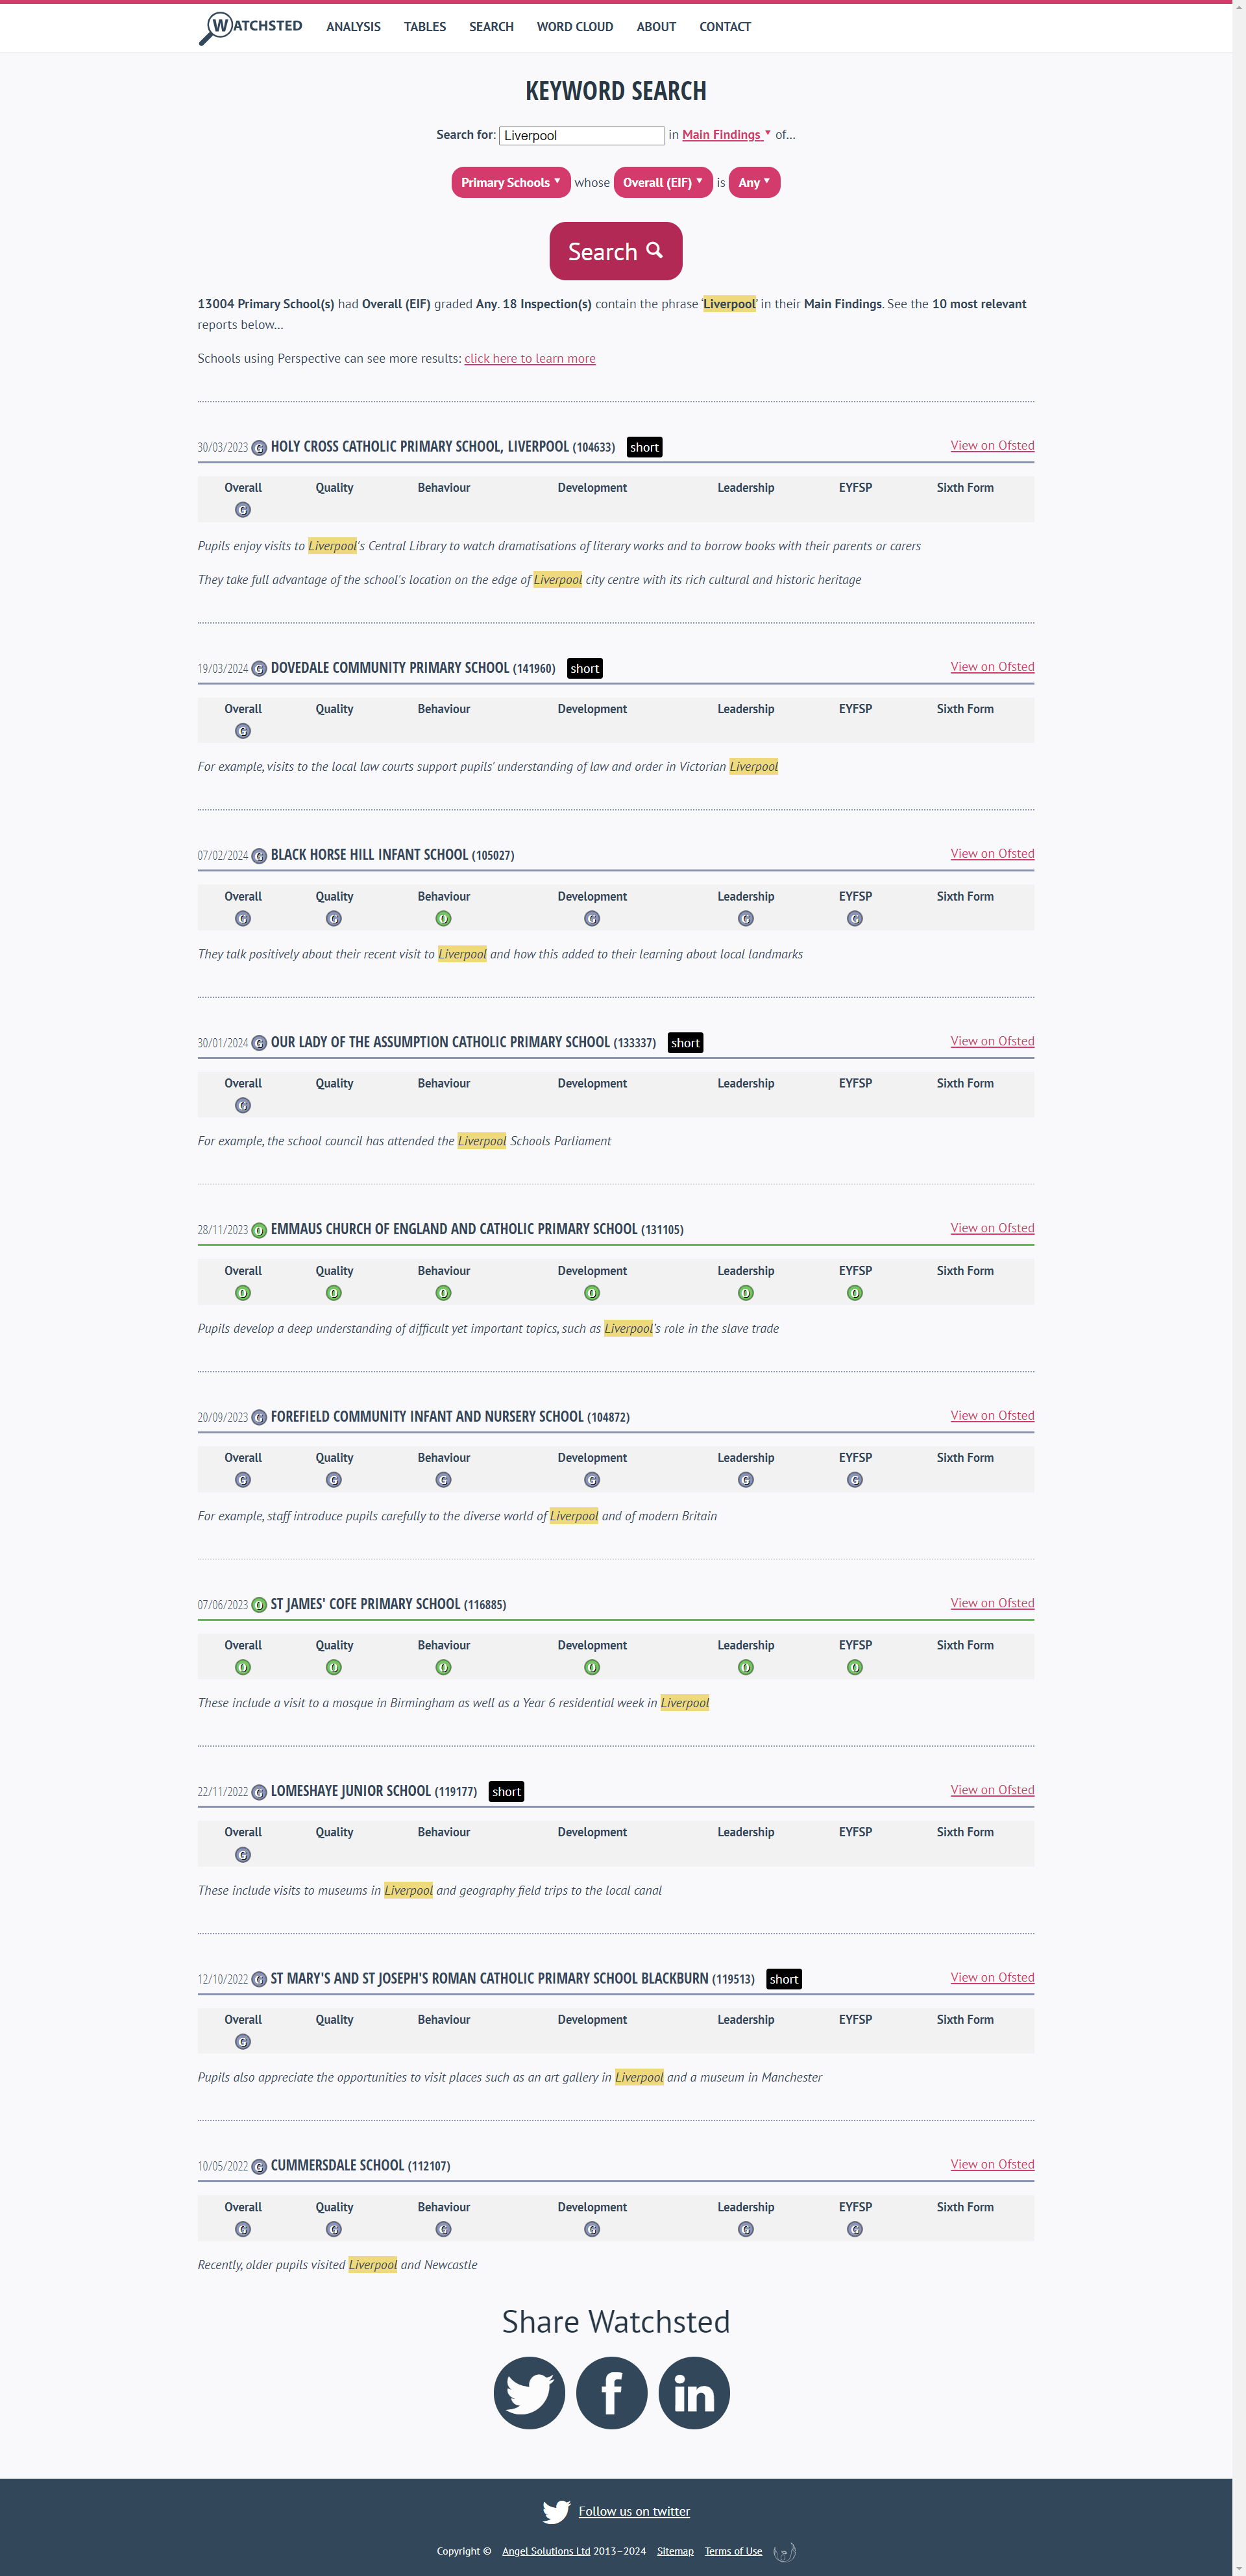 WATCHSTED ANALYSIS TABLES SEARCH WORD CLOUD ABOUT CONTACT
KEYWORD SEARCH
Search for: Liverpool in Main Findings ▼ of...
Primary Schools ▼ whose Overall (EIF) ▼ is Any ▼
Search
13004 Primary School(s) had Overall (EIF) graded Any. 18 Inspection(s) contain the phrase 'Liverpool' in their Main Findings. See the 10 most relevant
reports below...
Schools using Perspective can see more results: click here to learn more
30/03/2023 G HOLY CROSS CATHOLIC PRIMARY SCHOOL, LIVERPOOL (104633) short View on Ofsted
Overall Quality Behaviour Development Leadership EYFSP Sixth Form
G
Pupils enjoy visits to Liverpool's Central Library to watch dramatisations of literary works and to borrow books with their parents or carers
They take full advantage of the school's location on the edge of Liverpool city centre with its rich cultural and historic heritage
19/03/2024 G DOVEDALE COMMUNITY PRIMARY SCHOOL (141960) short View on Ofsted
Overall Quality Behaviour Development Leadership EYFSP Sixth Form
G
For example, visits to the local law courts support pupils' understanding of law and order in Victorian Liverpool
07/02/2024 G BLACK HORSE HILL INFANT SCHOOL (105027) View on Ofsted
Overall Quality Behaviour Development Leadership EYFSP Sixth Form
G G O G G G
They talk positively about their recent visit to Liverpool and how this added to their learning about local landmarks
30/01/2024 G OUR LADY OF THE ASSUMPTION CATHOLIC PRIMARY SCHOOL (133337) short View on Ofsted
Overall Quality Behaviour Development Leadership EYFSP Sixth Form
G
For example, the school council has attended the Liverpool Schools Parliament
28/11/2023 O EMMAUS CHURCH OF ENGLAND AND CATHOLIC PRIMARY SCHOOL (131105) View on Ofsted
Overall Quality Behaviour Development Leadership EYFSP Sixth Form
O O O O O O
Pupils develop a deep understanding of difficult yet important topics, such as Liverpool's role in the slave trade
20/09/2023 G FOREFIELD COMMUNITY INFANT AND NURSERY SCHOOL (104872) View on Ofsted
Overall Quality Behaviour Development Leadership EYFSP Sixth Form
G G G G G G
For example, staff introduce pupils carefully to the diverse world of Liverpool and of modern Britain
07/06/2023 O ST JAMES' COFE PRIMARY SCHOOL (116885) View on Ofsted
Overall Quality Behaviour Development Leadership EYFSP Sixth Form
O O O O O O
These include a visit to a mosque in Birmingham as well as a Year 6 residential week in Liverpool
22/11/2022 G LOMESHAYE JUNIOR SCHOOL (119177) short View on Ofsted
Overall Quality Behaviour Development Leadership EYFSP Sixth Form
G
These include visits to museums in Liverpool and geography field trips to the local canal
12/10/2022 G ST MARY'S AND ST JOSEPH'S ROMAN CATHOLIC PRIMARY SCHOOL BLACKBURN (119513) short View on Ofsted
Overall Quality Behaviour Development Leadership EYFSP Sixth Form
G
Pupils also appreciate the opportunities to visit places such as an art gallery in Liverpool and a museum in Manchester
10/05/2022 G CUMMERSDALE SCHOOL (112107) View on Ofsted
Overall Quality Behaviour Development Leadership EYFSP Sixth Form
G G G G G G
Recently, older pupils visited Liverpool and Newcastle
Share Watchsted
f in
Follow us on twitter
Copyright © Angel Solutions Ltd 2013–2024 Sitemap Terms of Use